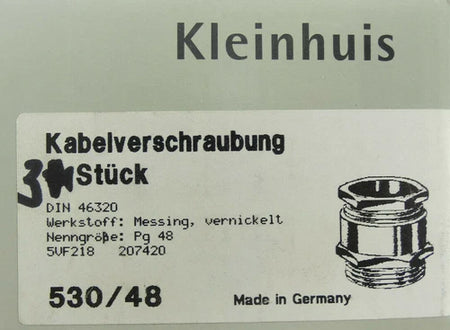 Kleinhuis
Kabelverschraubung
3 Stück
DIN 46320
Werkstoff: Messing, vernickelt
Nenngröße: Pg 48
5VF218 207420
530/48 Made in Germany